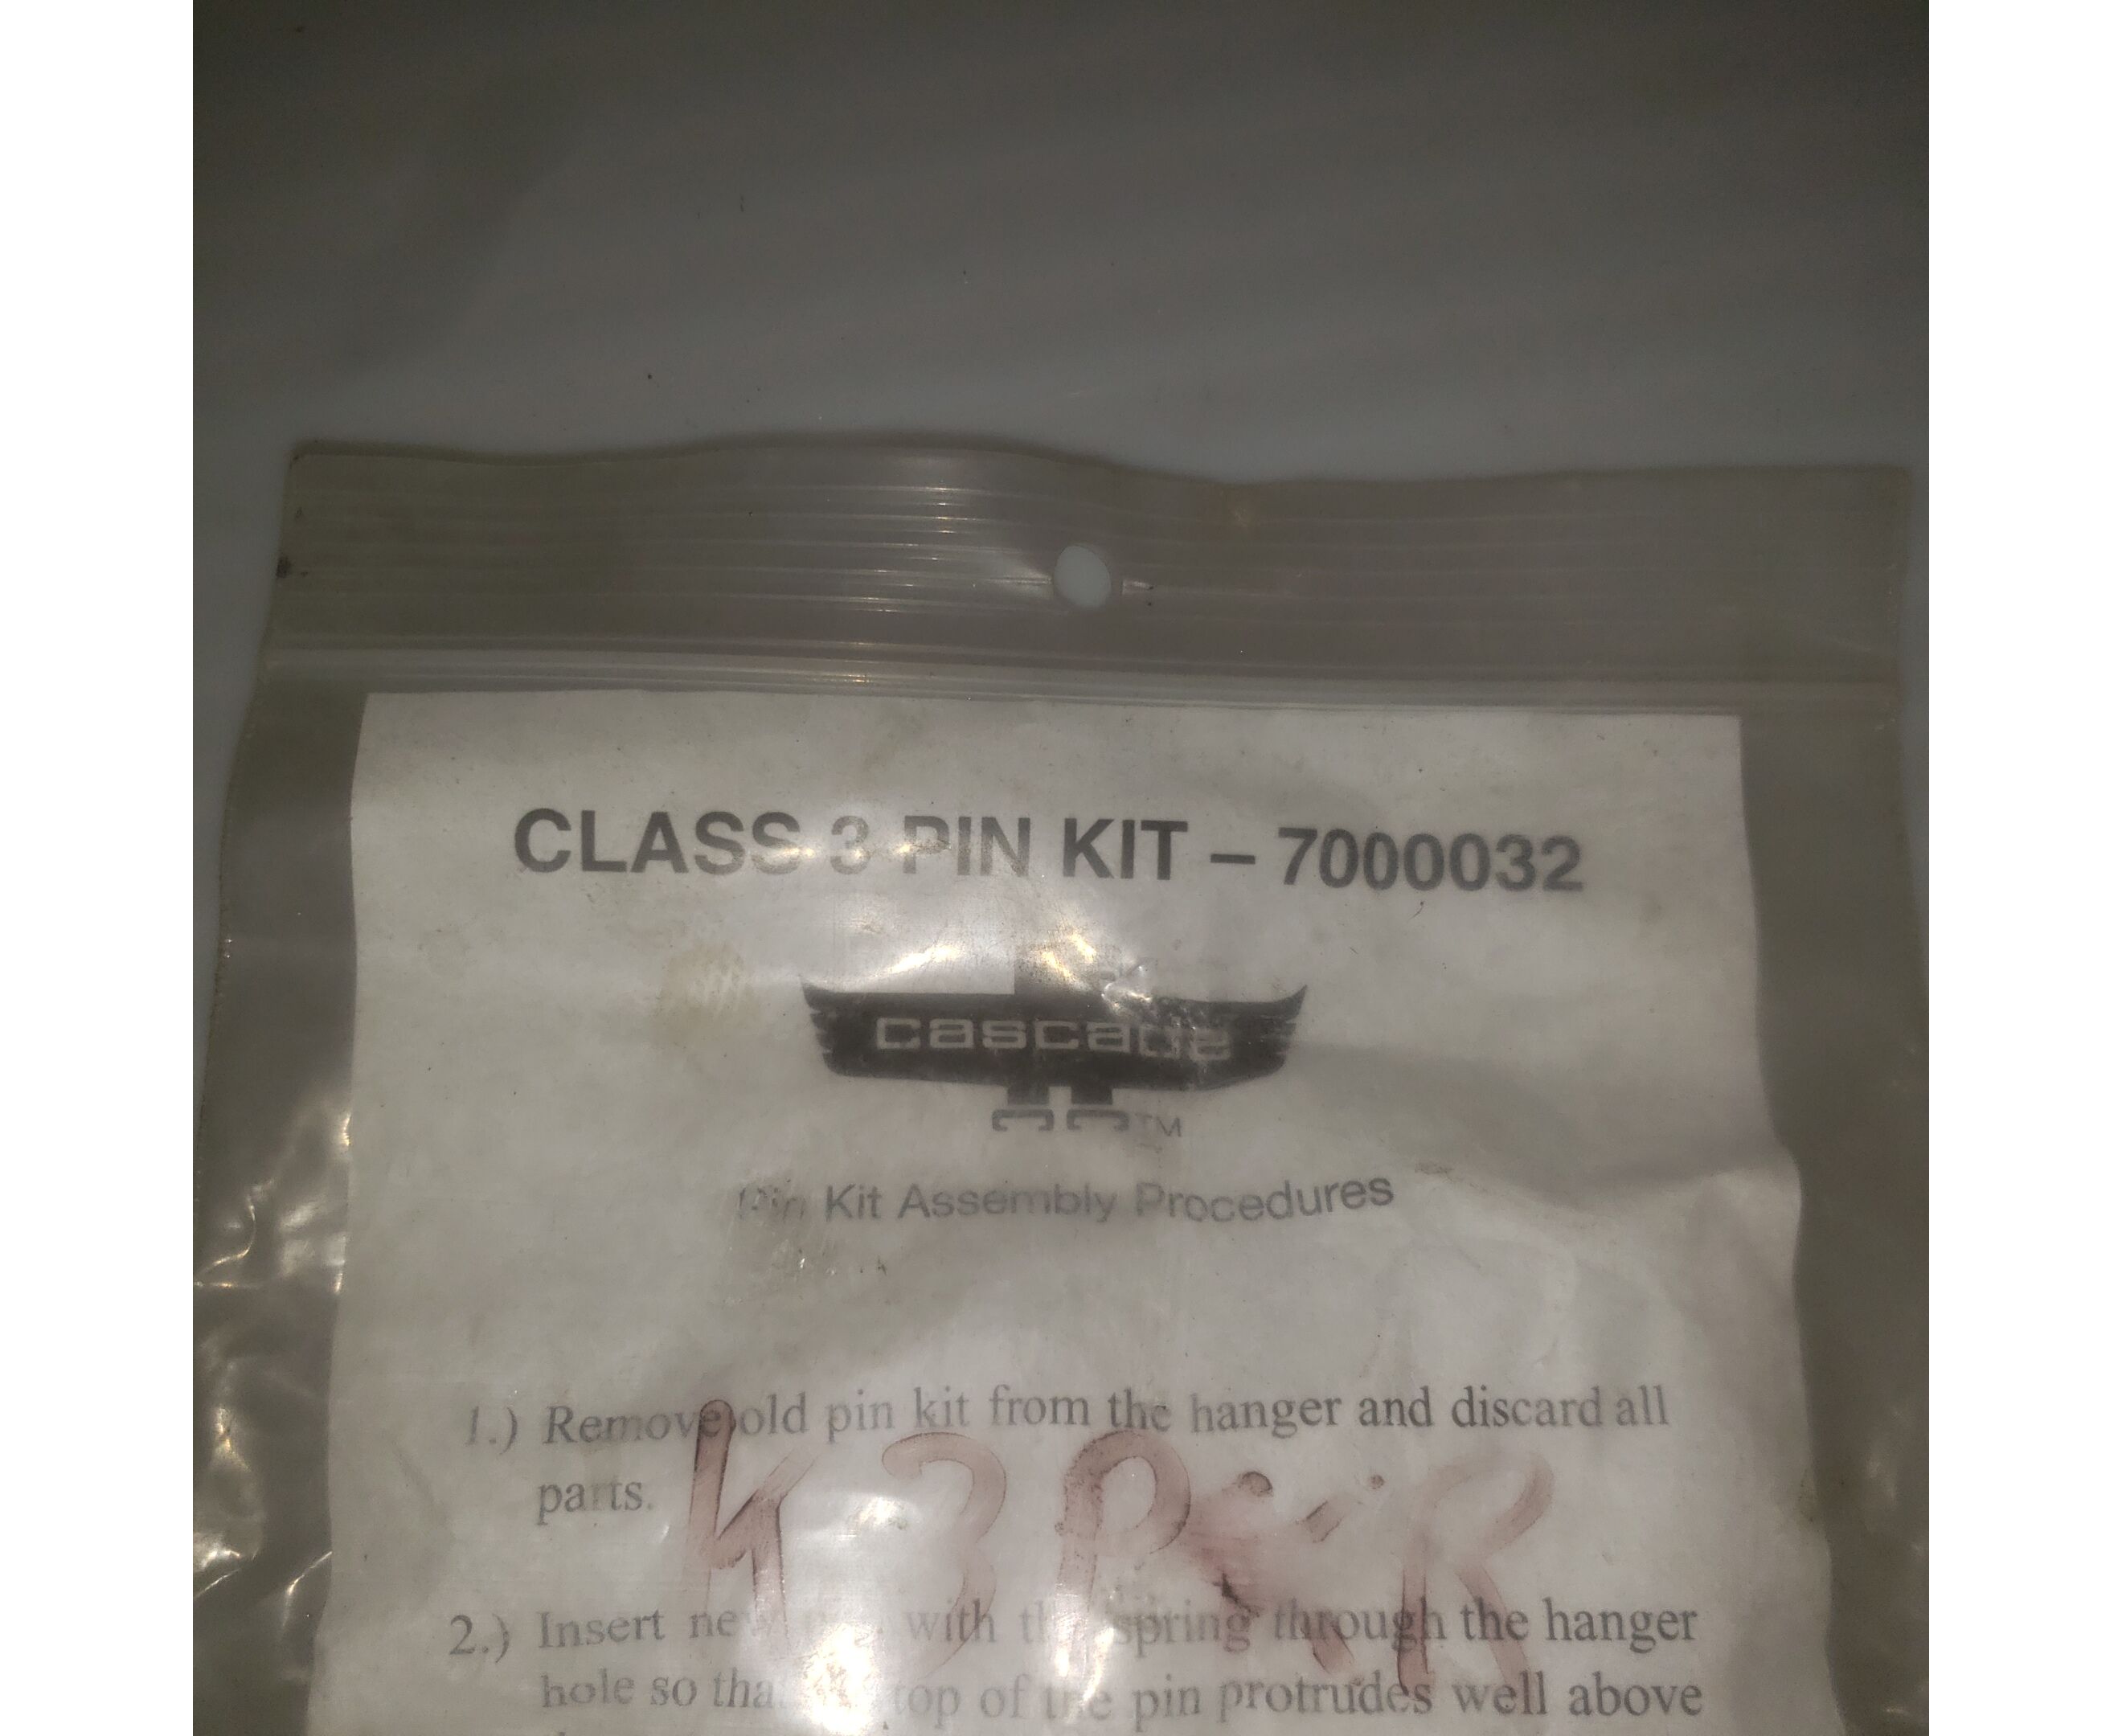 CLASS 3 PIN KIT – 7000032
cascade
TM
Pin Kit Assembly Procedures
1.) Remove old pin kit from the hanger and discard all
parts.
2.) Insert new with the spring through the hanger
hole so that top of the pin protrudes well above